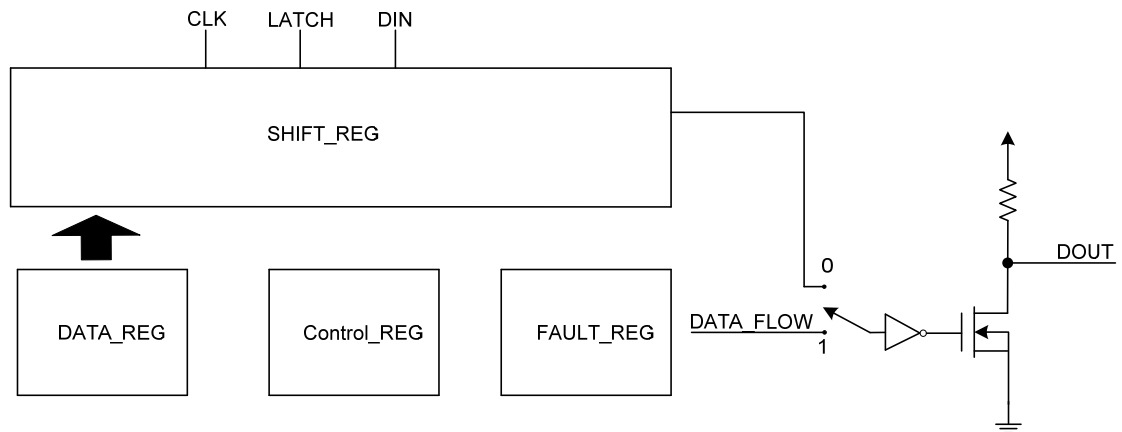 CLK LATCH DIN
SHIFT_REG
DOUT
0
DATA_REG Control_REG FAULT_REG DATA_FLOW
1